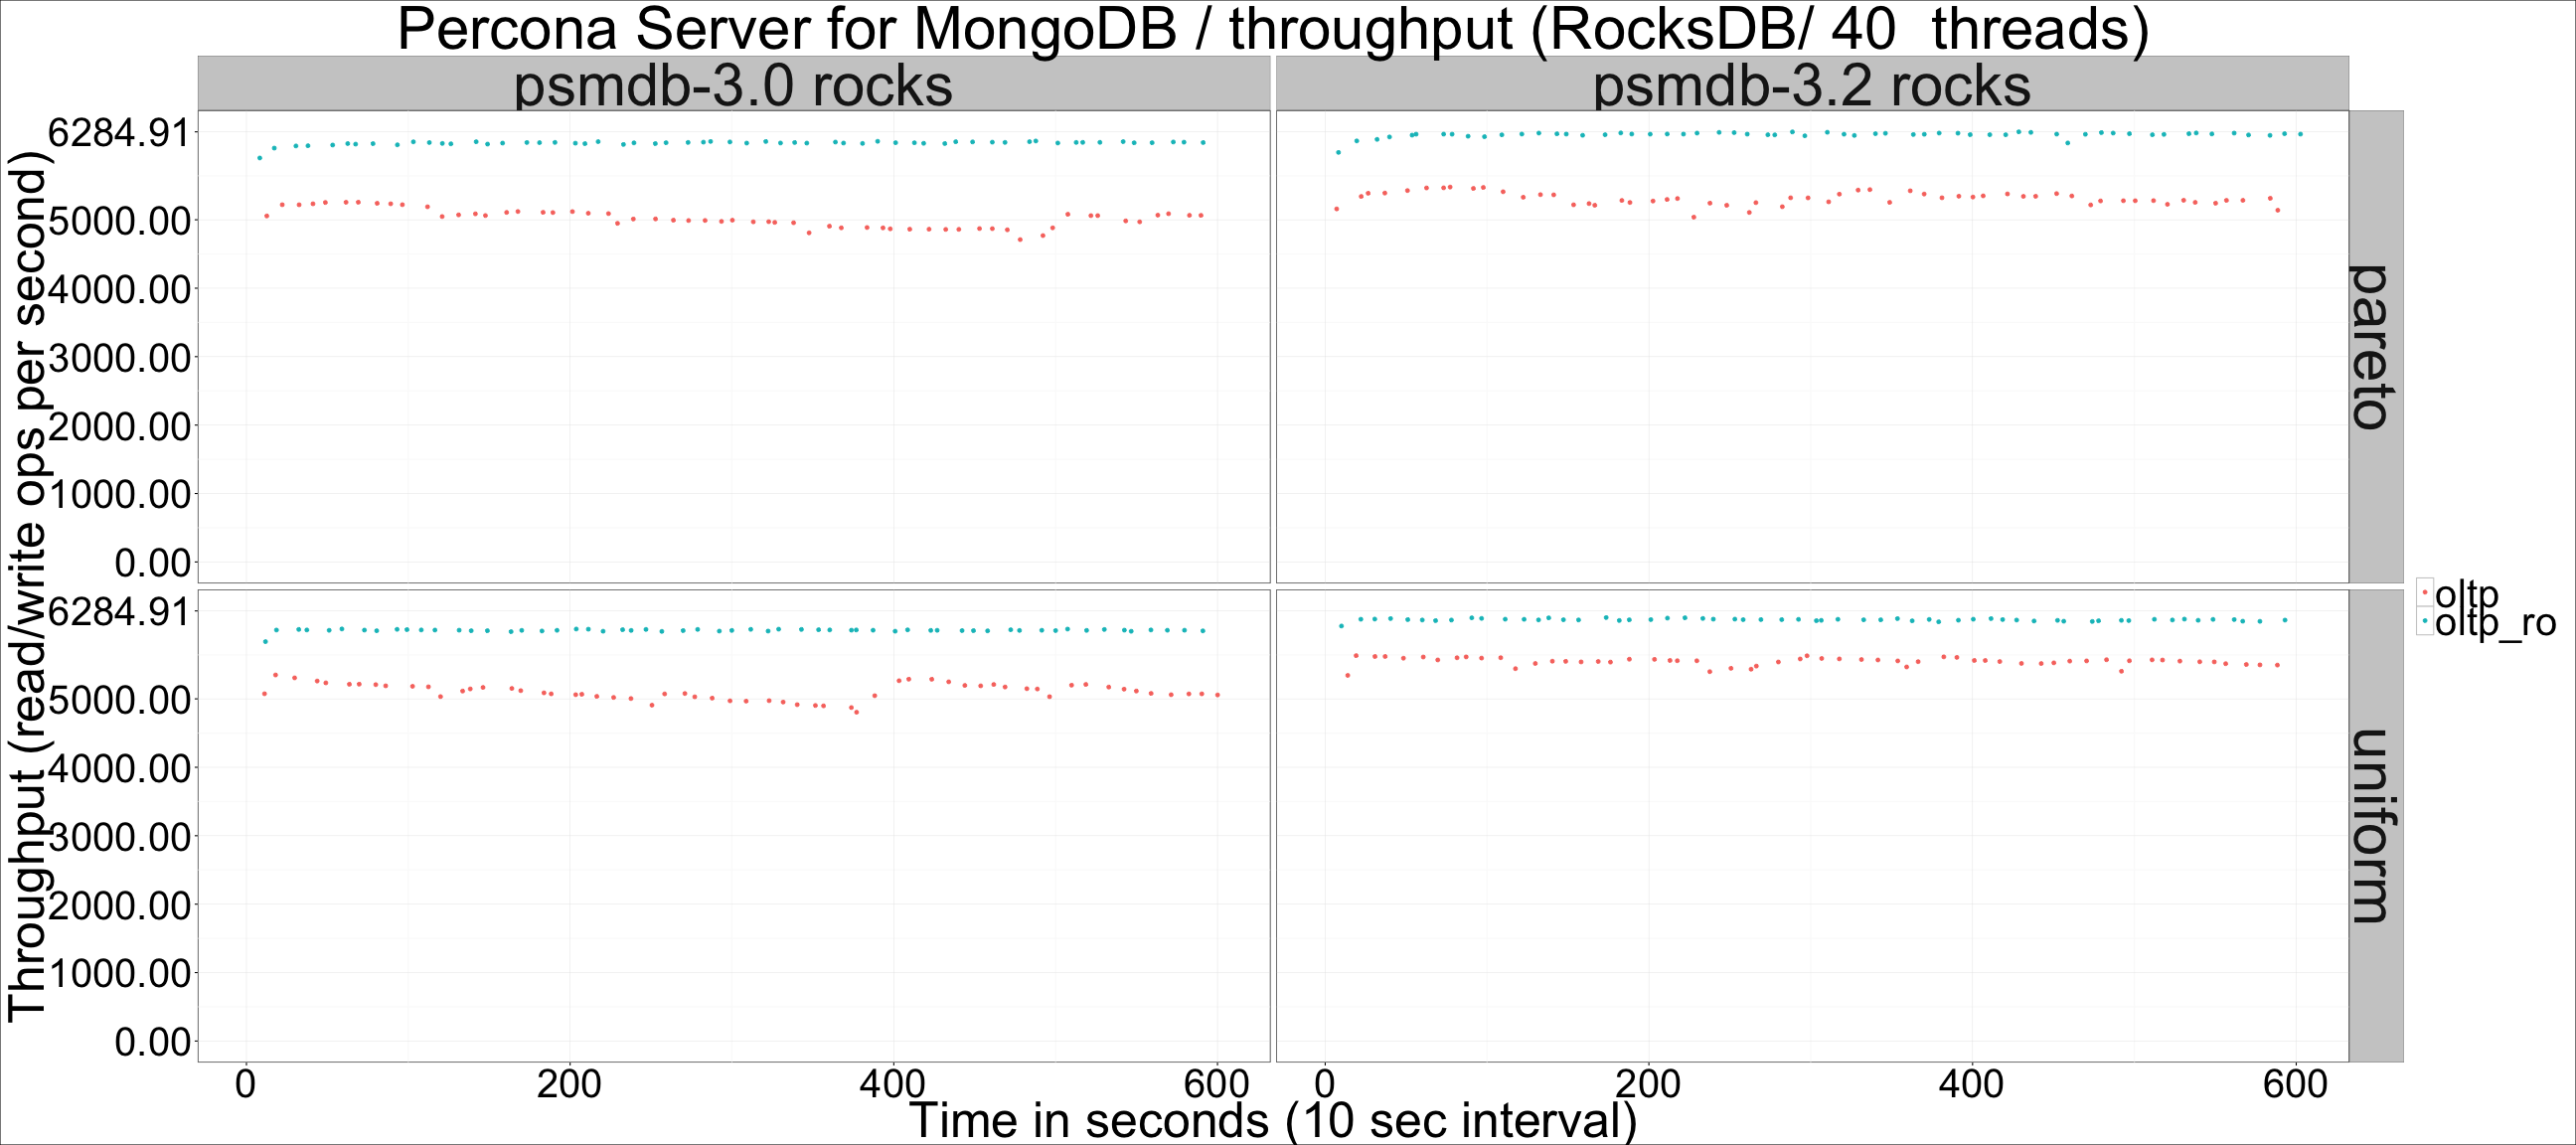 Percona Server for MongoDB / throughput (RocksDB/ 40  threads)
psmdb-3.0 rocks
psmdb-3.2 rocks
Throughput (read/write ops per second)
6284.91
5000.00
4000.00
3000.00
2000.00
1000.00
0.00
pareto
6284.91
5000.00
4000.00
3000.00
2000.00
1000.00
0.00
uniform
oltp
oltp_ro
0 200 400 600
0 200 400 600
Time in seconds (10 sec interval)